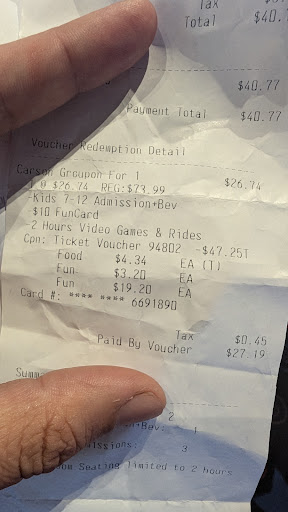 Tax
Total $40.
$40.77
Payment Total $40.77
Voucher Redemption Detail
Carson Groupon For 1 $26.74
1 @ $26.74 REG:$73.99
-Kids 7-12 Admission+Bev
-$10 FunCard
-2 Hours Video Games & Rides
Cpn: Ticket Voucher 94802 -$47.25T
Food $4.34 EA (T)
Fun $3.20 EA
Fun $19.20 EA
Card #: **** **** 6691890
Tax $0.45
Paid By Voucher $27.19
Summ
2
+Bev: 1
issions: 3
Seating limited to 2 hours